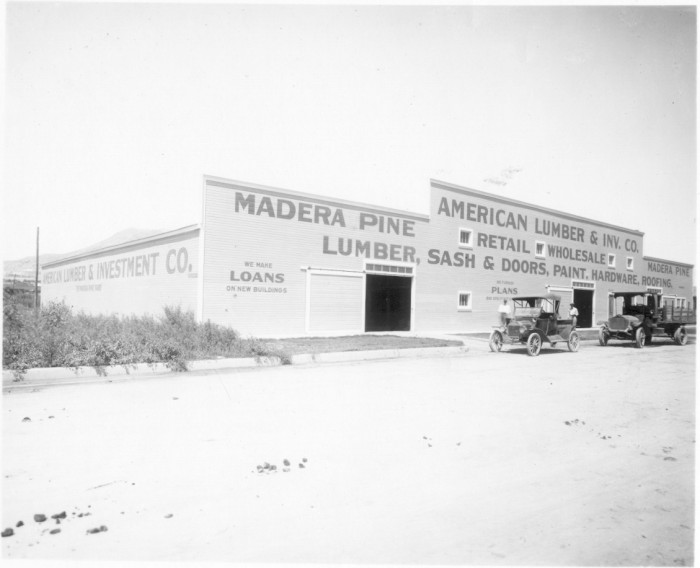 AMERICAN LUMBER & INVESTMENT CO.
MADERA PINE
AMERICAN LUMBER & INV. CO.
RETAIL WHOLESALE
LUMBER, SASH & DOORS, PAINT, HARDWARE, ROOFING.
MADERA PINE
WE MAKE
LOANS
ON NEW BUILDINGS
PLANS